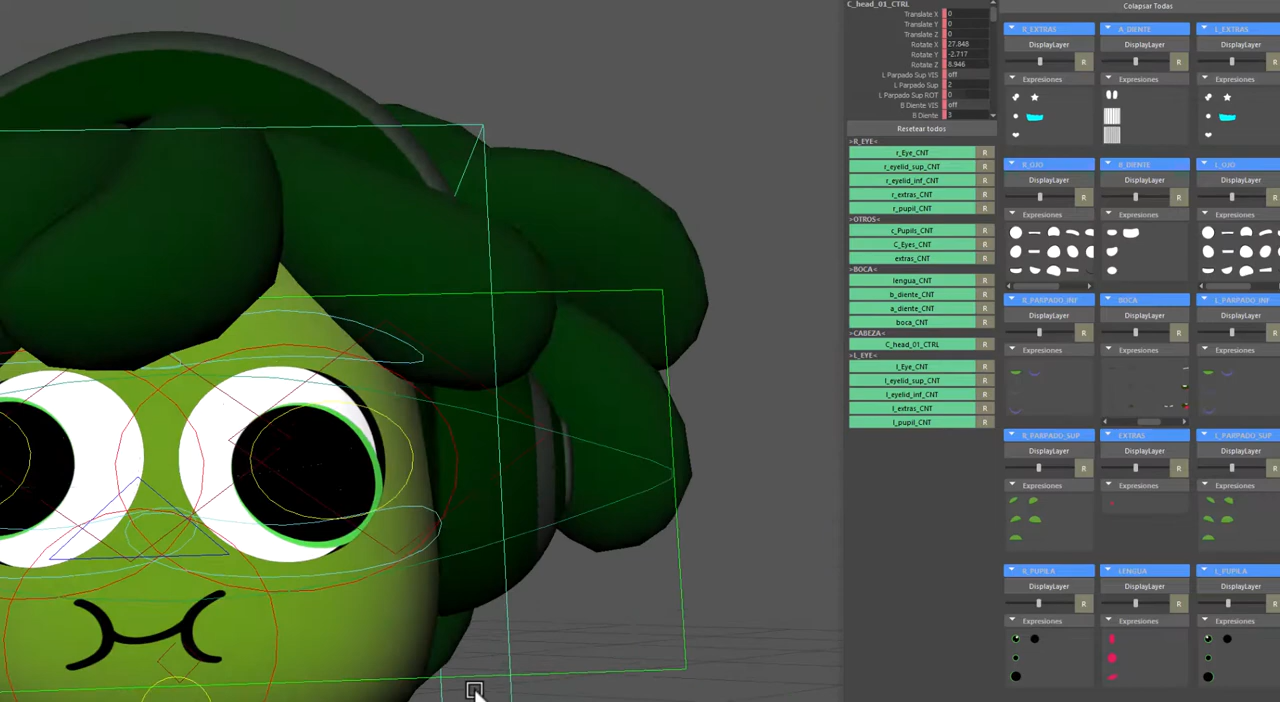 C_head_01_CTRL
Translate X 0
Translate Y 0
Translate Z 0
Rotate X 27.848
Rotate Y -2.717
Rotate Z 8.946
L Parpado Sup VIS off
L Parpado Sup 2
L Parpado Sup ROT 0
B Diente VIS off
B Diente 3
Resetear todos
>R_EYE<
r_Eye_CNT R
r_eyelid_sup_CNT R
r_eyelid_inf_CNT R
r_extras_CNT R
r_pupil_CNT R
>OTROS<
c_Pupils_CNT R
C_Eyes_CNT R
extras_CNT R
>BOCA<
lengua_CNT R
b_diente_CNT R
a_diente_CNT R
boca_CNT R
>CABEZA<
C_head_01_CTRL R
>L_EYE<
l_Eye_CNT R
l_eyelid_sup_CNT R
l_eyelid_inf_CNT R
l_extras_CNT R
l_pupil_CNT R
Colapsar Todas
R_EXTRAS A_DIENTE L_EXTRAS
DisplayLayer DisplayLayer DisplayLayer
R R
Expresiones Expresiones Expresiones
R_OJO B_DIENTE L_OJO
DisplayLayer DisplayLayer DisplayLayer
R R
Expresiones Expresiones Expresiones
R_PARPADO_INF BOCA L_PARPADO_INF
DisplayLayer DisplayLayer DisplayLayer
R R
Expresiones Expresiones Expresiones
R_PARPADO_SUP EXTRAS L_PARPADO_SUP
DisplayLayer DisplayLayer DisplayLayer
R R
Expresiones Expresiones Expresiones
R_PUPILA LENGUA L_PUPILA
DisplayLayer DisplayLayer DisplayLayer
R R
Expresiones Expresiones Expresiones